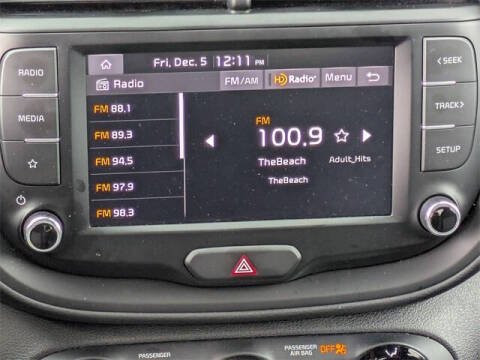 Fri, Dec. 5 12:11 PM
Radio FM/AM HD Radio Menu
FM 88.1
FM 89.3
FM 94.5
FM 97.9
FM 98.3
FM
100.9
TheBeach Adult_Hits
TheBeach
RADIO
MEDIA
< SEEK
TRACK >
SETUP
PASSENGER
PASSENGER
AIR BAG
OFF